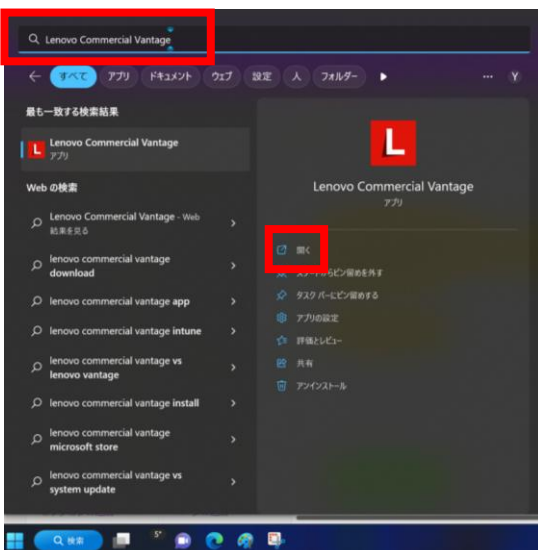 Lenovo Commercial Vantage
すべて アプリ ドキュメント ウェブ 設定 人 フォルダー ▶ … Y
最も一致する検索結果
Lenovo Commercial Vantage
アプリ
Web の検索
Lenovo Commercial Vantage - Web
結果を見る
lenovo commercial vantage
download
lenovo commercial vantage app
lenovo commercial vantage intune
lenovo commercial vantage vs
lenovo vantage
lenovo commercial vantage install
lenovo commercial vantage
microsoft store
lenovo commercial vantage vs
system update
L
Lenovo Commercial Vantage
アプリ
開く
スタートからピン留めを外す
タスク バーにピン留めする
アプリの設定
評価とレビュー
共有
アンインストール
検索
5°